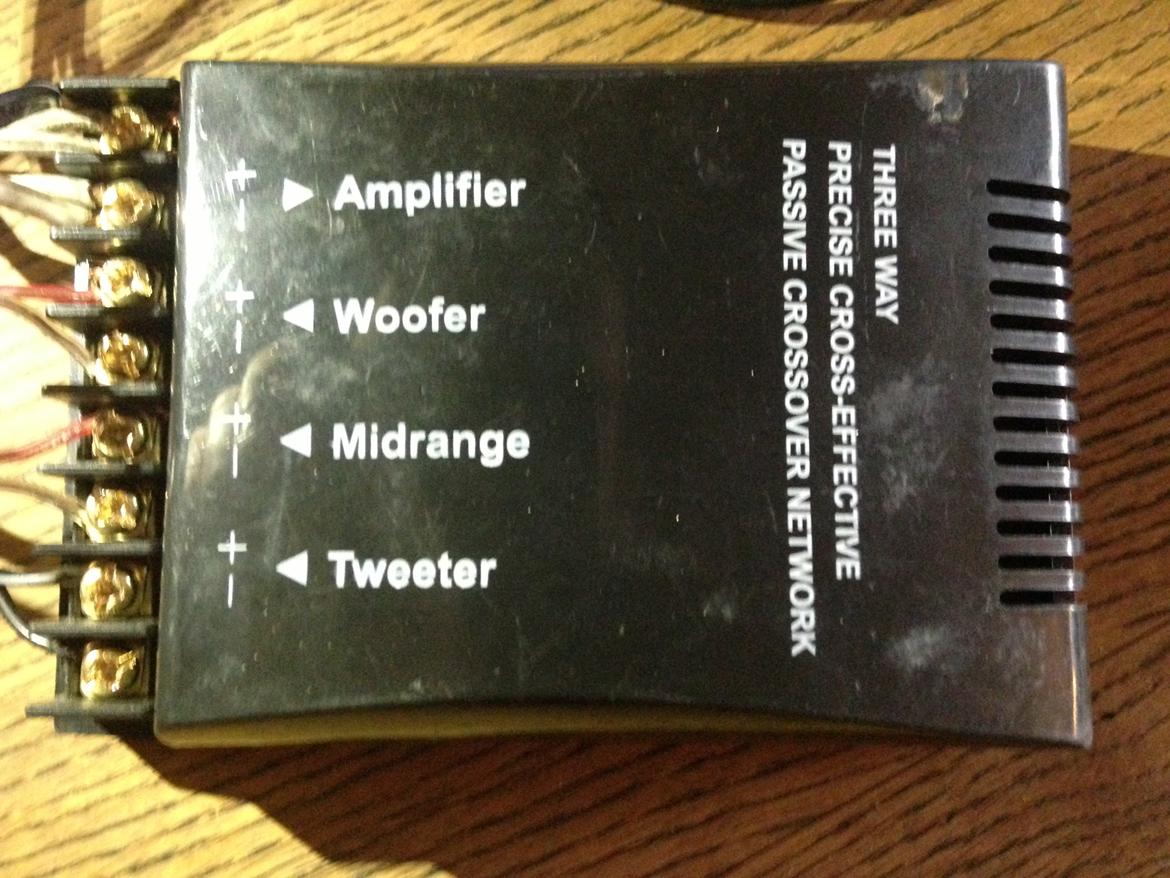 + - ▶ Amplifier
+ - ◀ Woofer
+ - ◀ Midrange
+ - ◀ Tweeter
THREE WAY
PRECISE CROSS-EFFECTIVE
PASSIVE CROSSOVER NETWORK